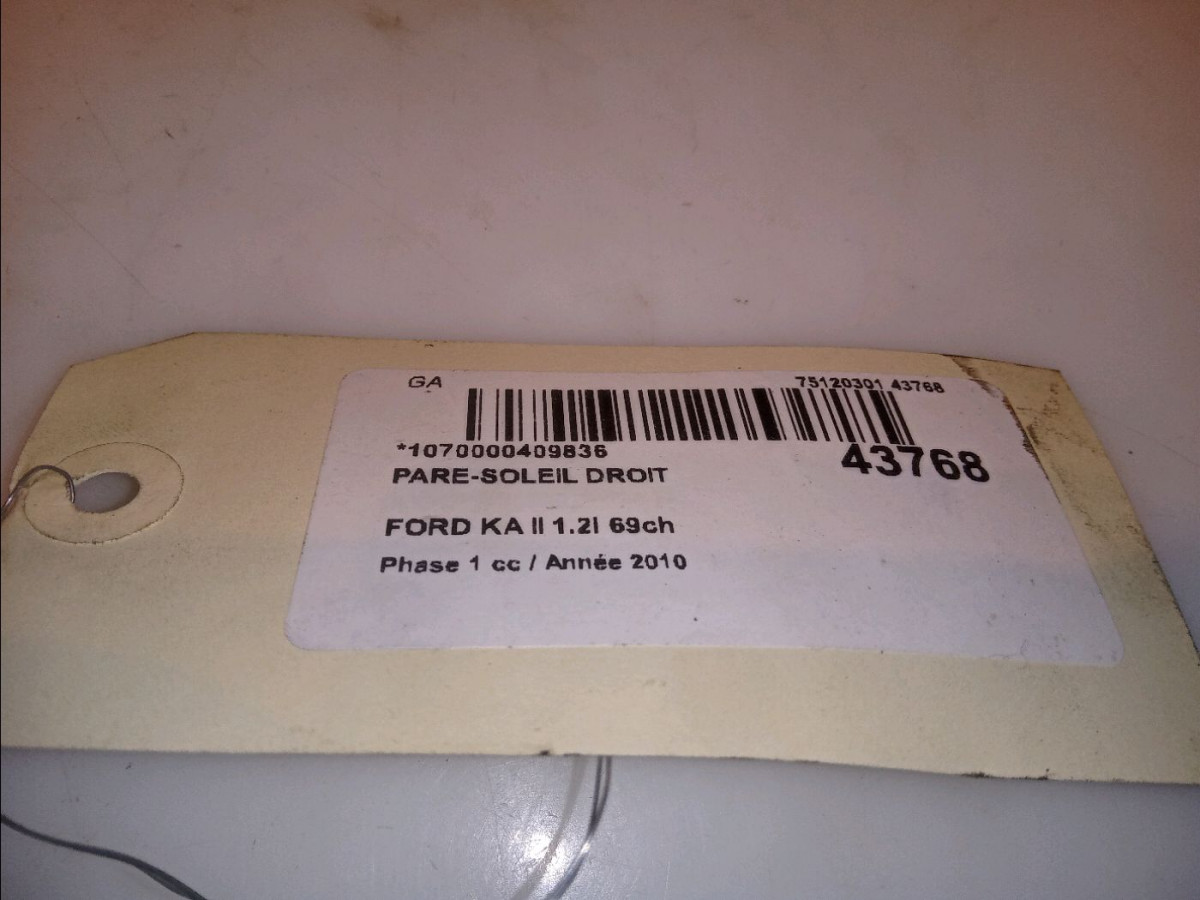 GA 75120301 43768
*1070000409836
43768
PARE-SOLEIL DROIT
FORD KA II 1.2l 69ch
Phase 1 cc / Année 2010